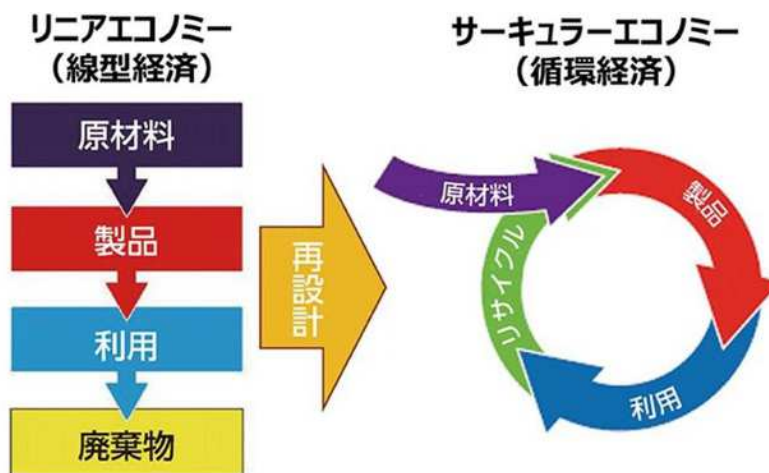 リニアエコノミー
（線型経済）
原材料
製品
利用
廃棄物
再設計
サーキュラーエコノミー
（循環経済）
原材料
製品
利用
リサイクル